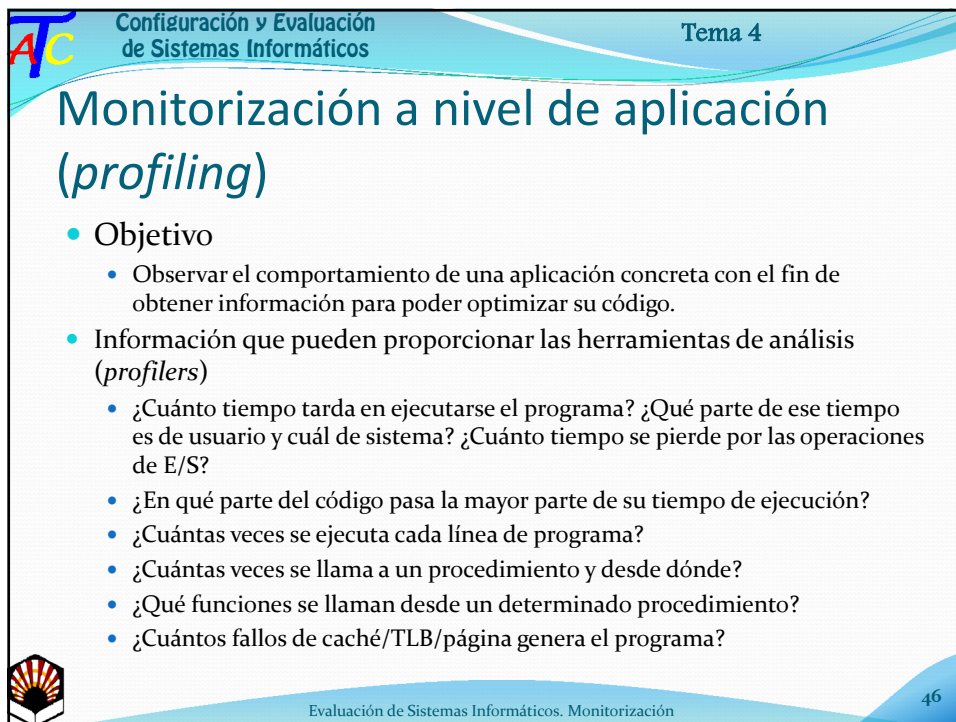 ATC
Configuración y Evaluación
de Sistemas Informáticos
Tema 4
Monitorización a nivel de aplicación
(profiling)
• Objetivo
• Observar el comportamiento de una aplicación concreta con el fin de
obtener información para poder optimizar su código.
• Información que pueden proporcionar las herramientas de análisis
(profilers)
• ¿Cuánto tiempo tarda en ejecutarse el programa? ¿Qué parte de ese tiempo
es de usuario y cuál de sistema? ¿Cuánto tiempo se pierde por las operaciones
de E/S?
• ¿En qué parte del código pasa la mayor parte de su tiempo de ejecución?
• ¿Cuántas veces se ejecuta cada línea de programa?
• ¿Cuántas veces se llama a un procedimiento y desde dónde?
• ¿Qué funciones se llaman desde un determinado procedimiento?
• ¿Cuántos fallos de caché/TLB/página genera el programa?
Evaluación de Sistemas Informáticos. Monitorización
46